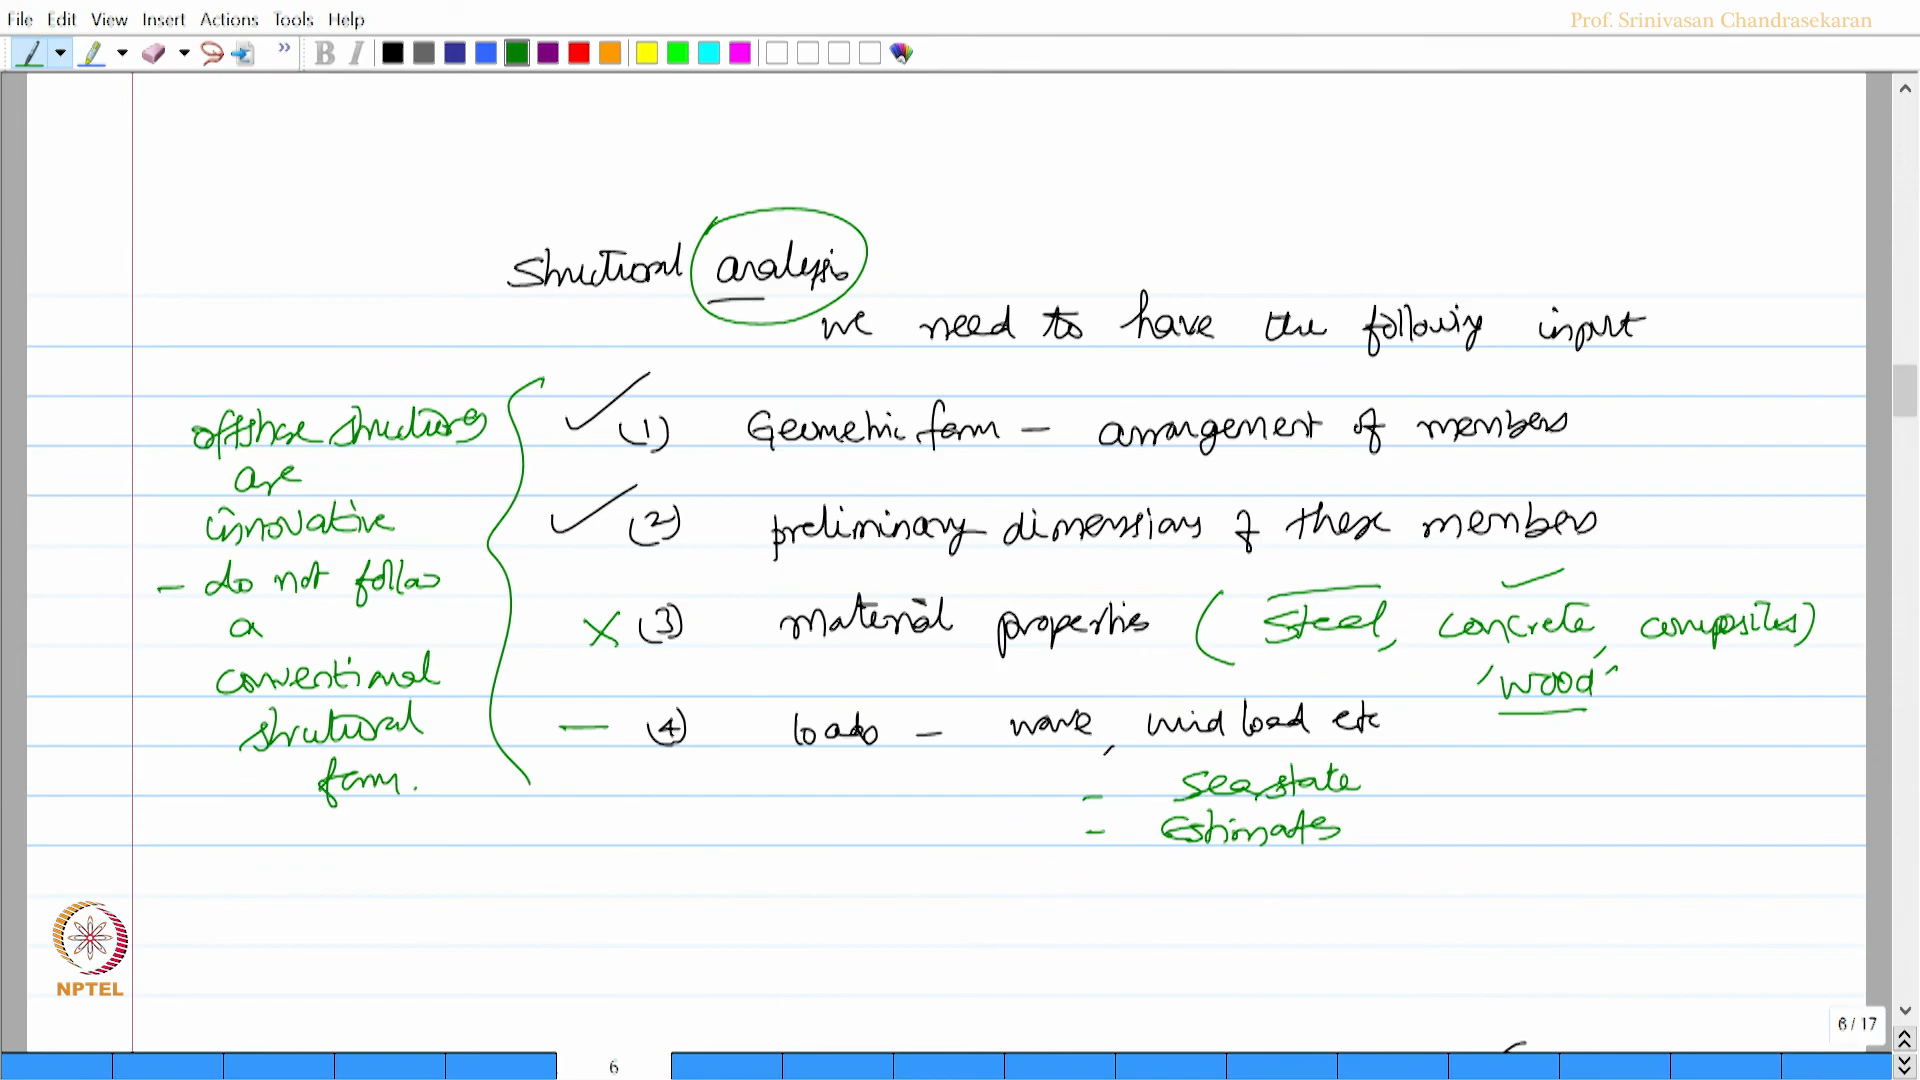 File Edit View Insert Actions Tools Help
Prof. Srinivasan Chandrasekaran
B I
Structural analysis
we need to have the following input
(1) Geometric form - arrangement of members
(2) preliminary dimensions of these members
(3) material properties (steel, concrete, composites)
'wood'
(4) loads - wave, wind load etc
- sea state
- estimates
offshore structures
are
innovative
- do not follow
a
conventional
structural
form.
NPTEL
6 / 17
6